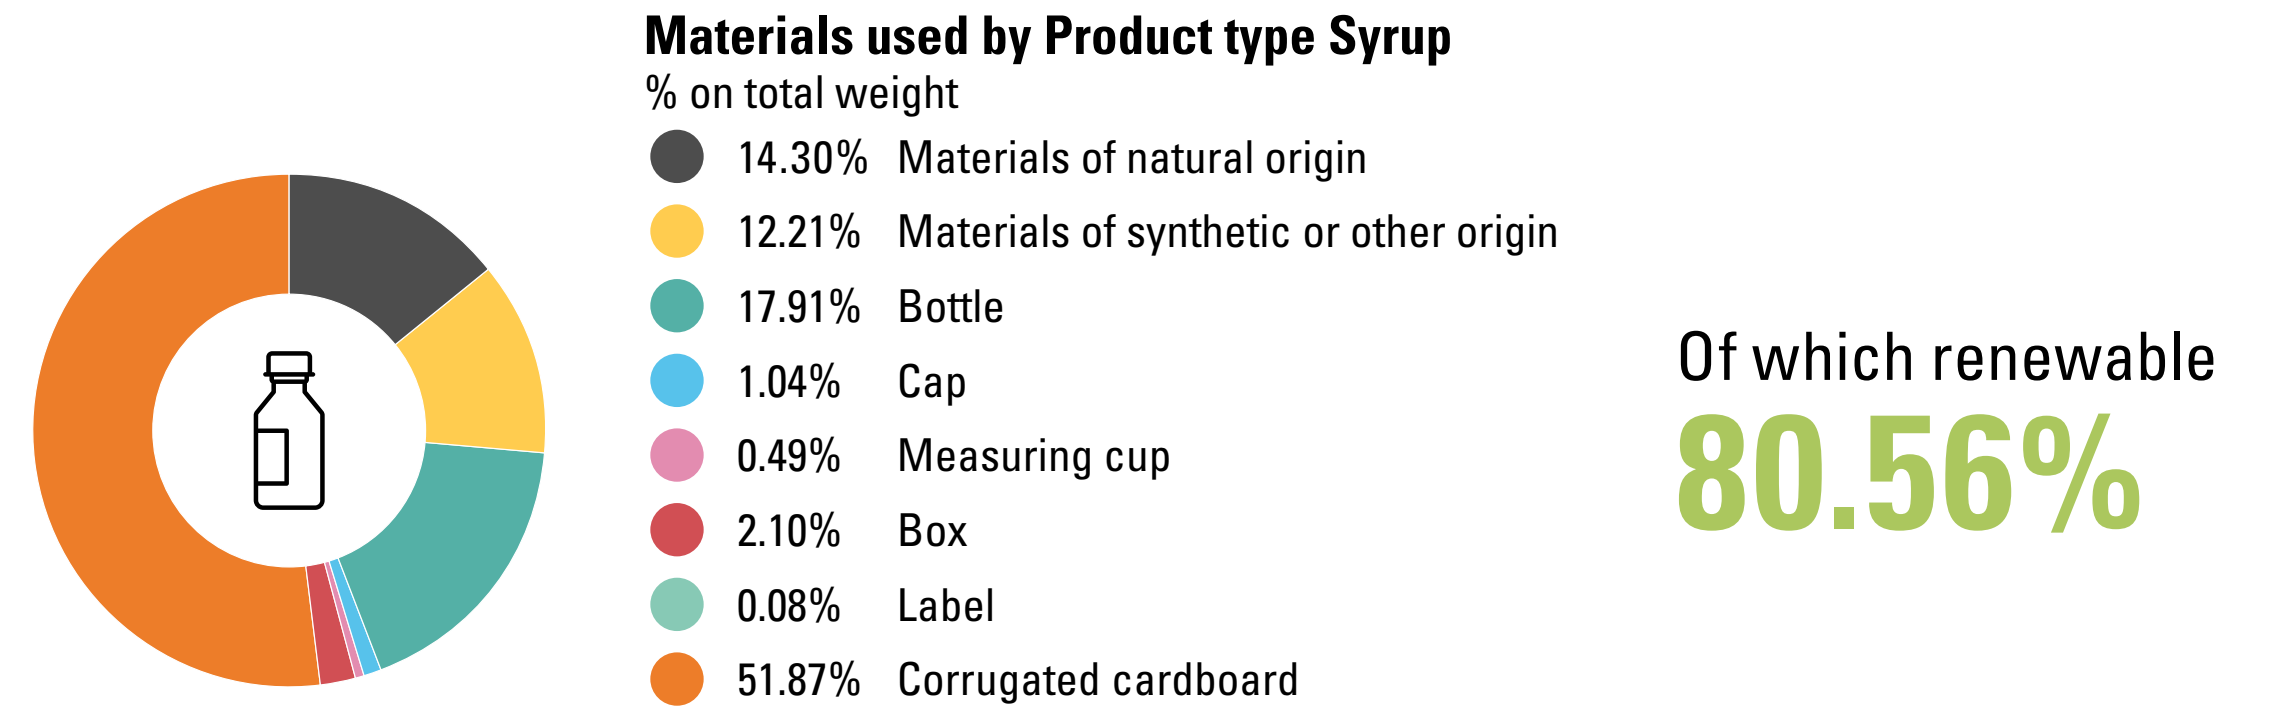 Materials used by Product type Syrup
% on total weight
14.30% Materials of natural origin
12.21% Materials of synthetic or other origin
17.91% Bottle
1.04% Cap
0.49% Measuring cup
2.10% Box
0.08% Label
51.87% Corrugated cardboard
Of which renewable
80.56%